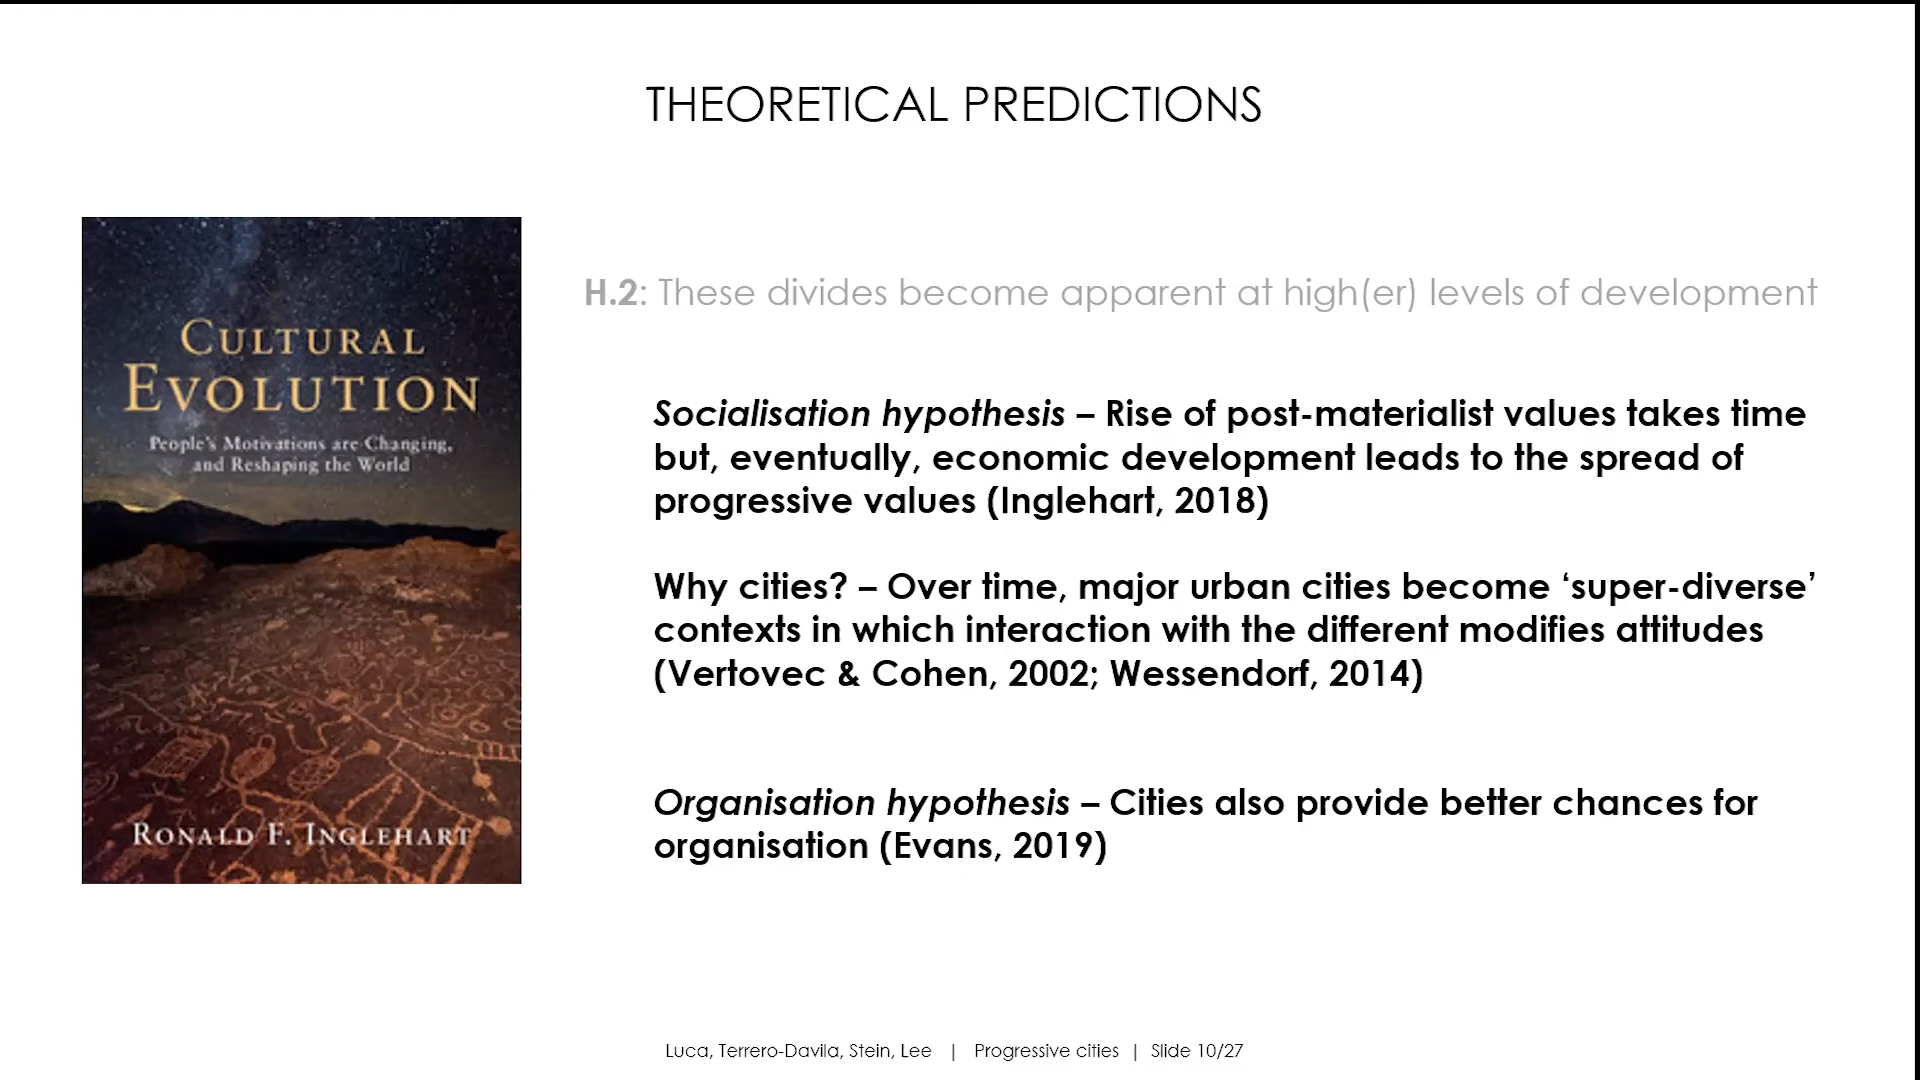 THEORETICAL PREDICTIONS
CULTURAL
EVOLUTION
People's Motivations are Changing,
and Reshaping the World
RONALD F. INGLEHART
H.2: These divides become apparent at high(er) levels of development
Socialisation hypothesis – Rise of post-materialist values takes time
but, eventually, economic development leads to the spread of
progressive values (Inglehart, 2018)
Why cities? – Over time, major urban cities become ‘super-diverse’
contexts in which interaction with the different modifies attitudes
(Vertovec & Cohen, 2002; Wessendorf, 2014)
Organisation hypothesis – Cities also provide better chances for
organisation (Evans, 2019)
Luca, Terrero-Davila, Stein, Lee | Progressive cities | Slide 10/27